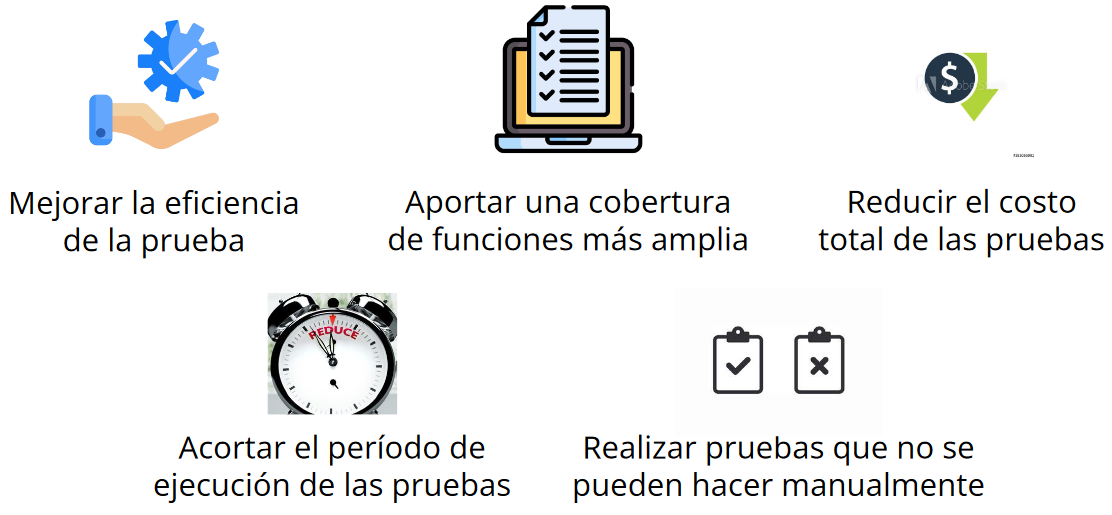 $
Mejorar la eficiencia
de la prueba
Aportar una cobertura
de funciones más amplia
Reducir el costo
total de las pruebas
REDUCE
Acortar el período de
ejecución de las pruebas
Realizar pruebas que no se
pueden hacer manualmente